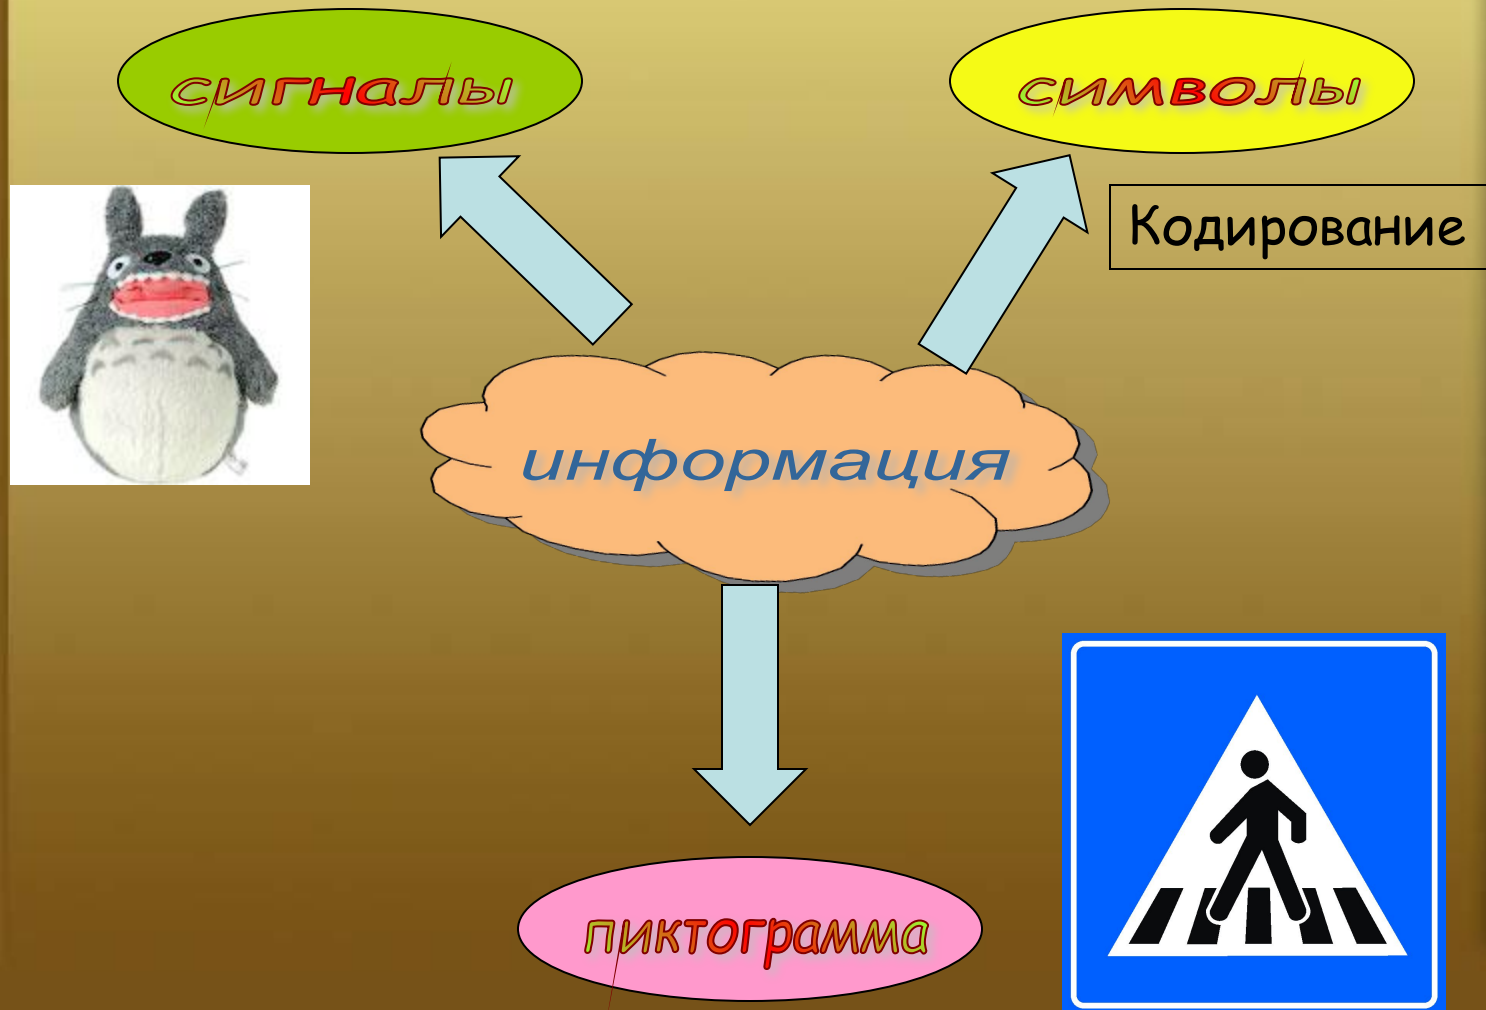 сигналы
символы
Кодирование
информация
пиктограмма